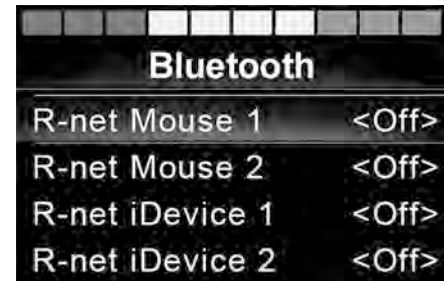 Bluetooth
R-net Mouse 1 <Off>
R-net Mouse 2 <Off>
R-net iDevice 1 <Off>
R-net iDevice 2 <Off>